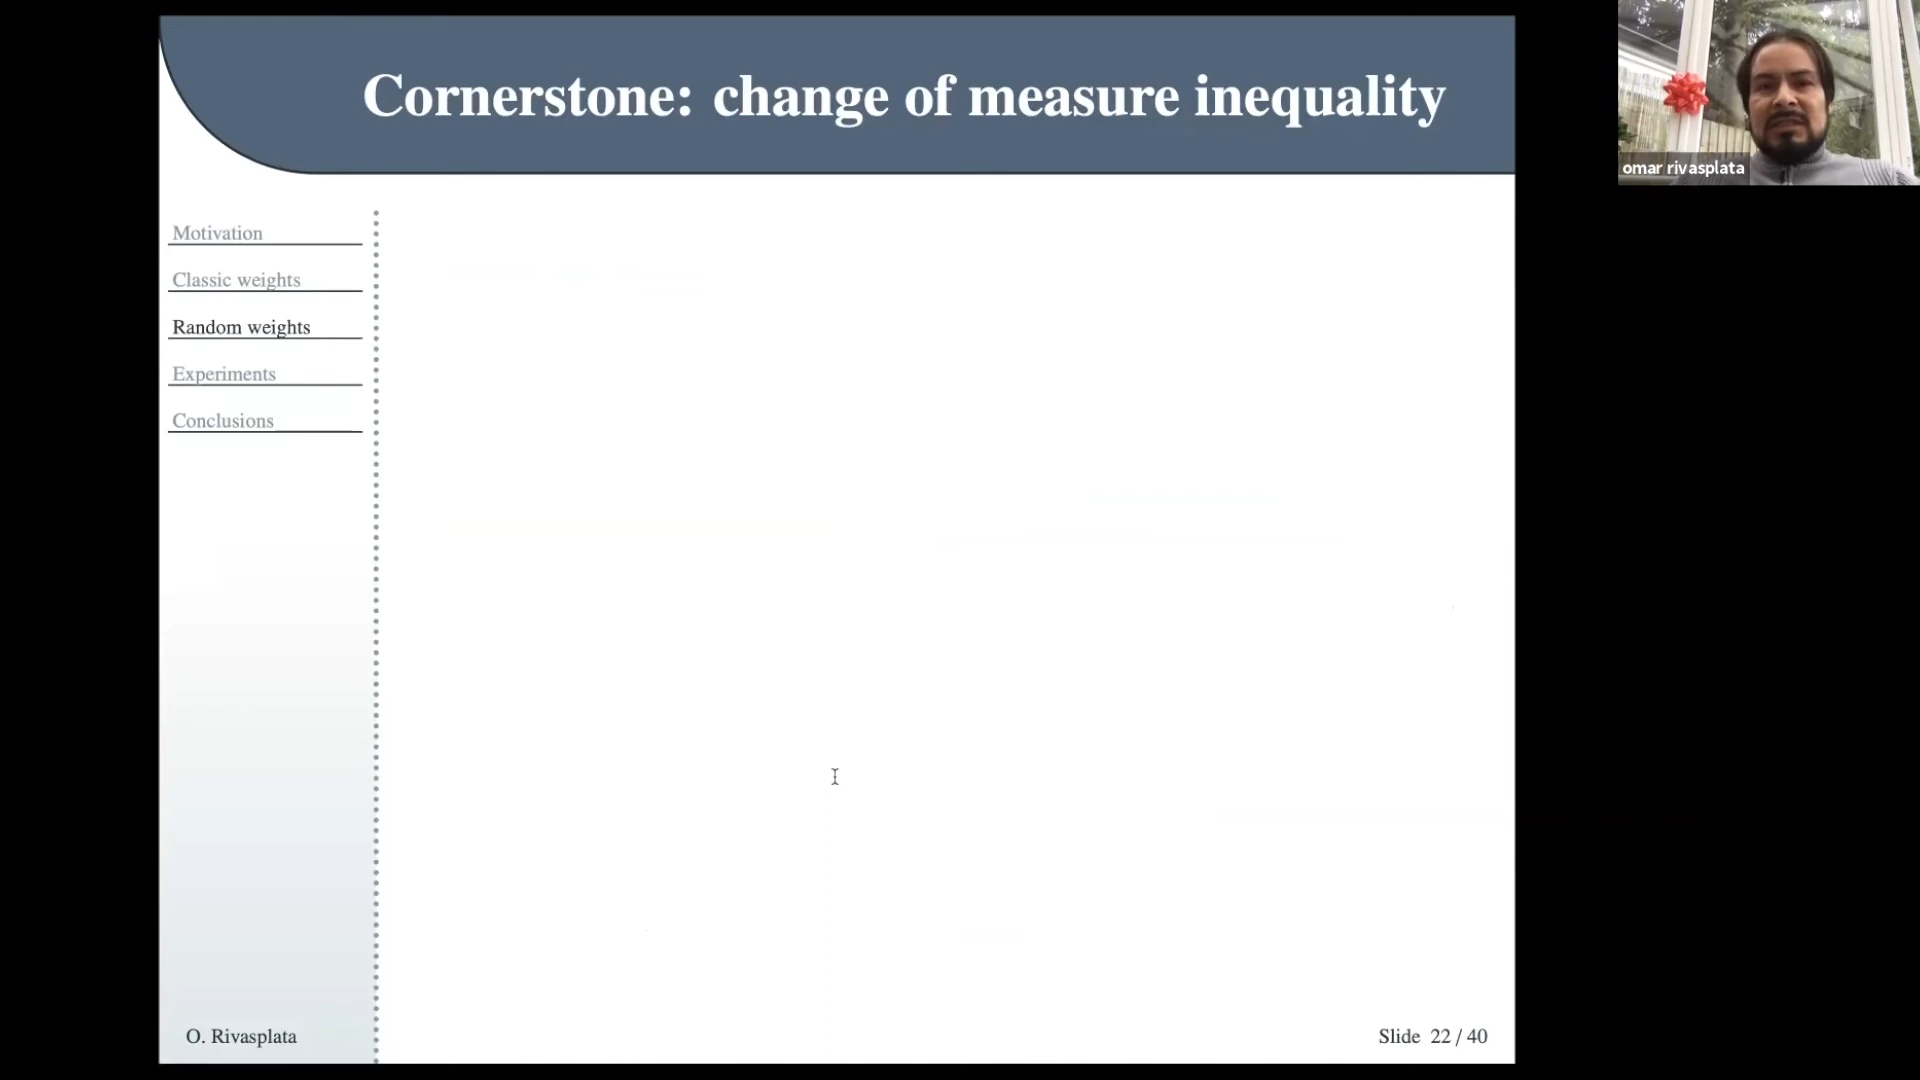 Cornerstone: change of measure inequality
omar rivasplata
Motivation
Classic weights
Random weights
Experiments
Conclusions
O. Rivasplata
Slide 22 / 40